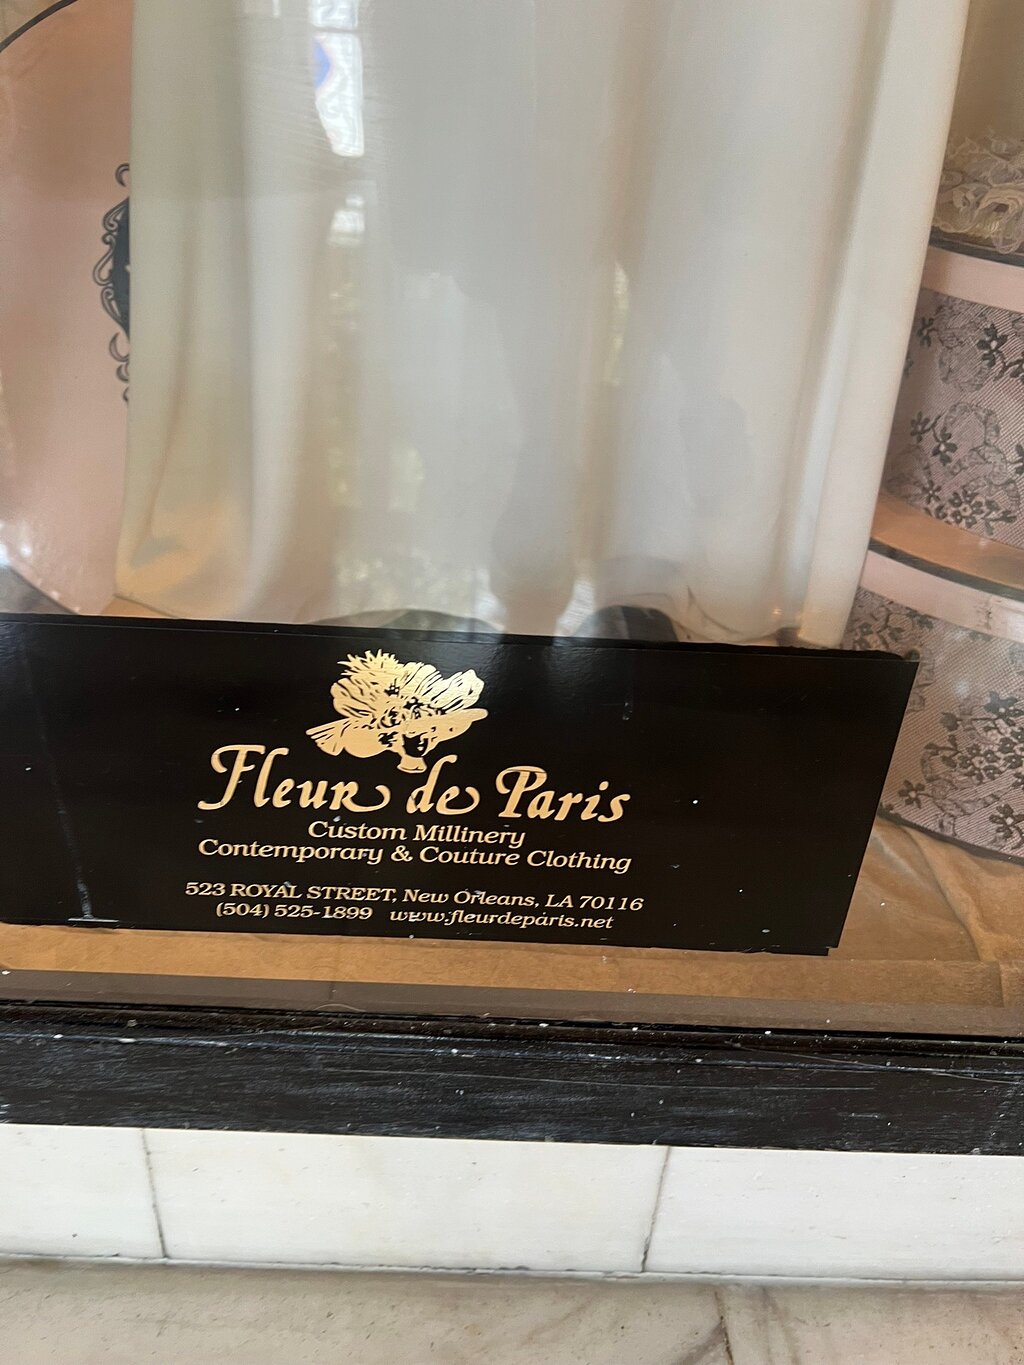 Fleur de Paris
Custom Millinery
Contemporary & Couture Clothing
523 ROYAL STREET, New Orleans, LA 70116
(504) 525-1899 www.fleurdeparis.net